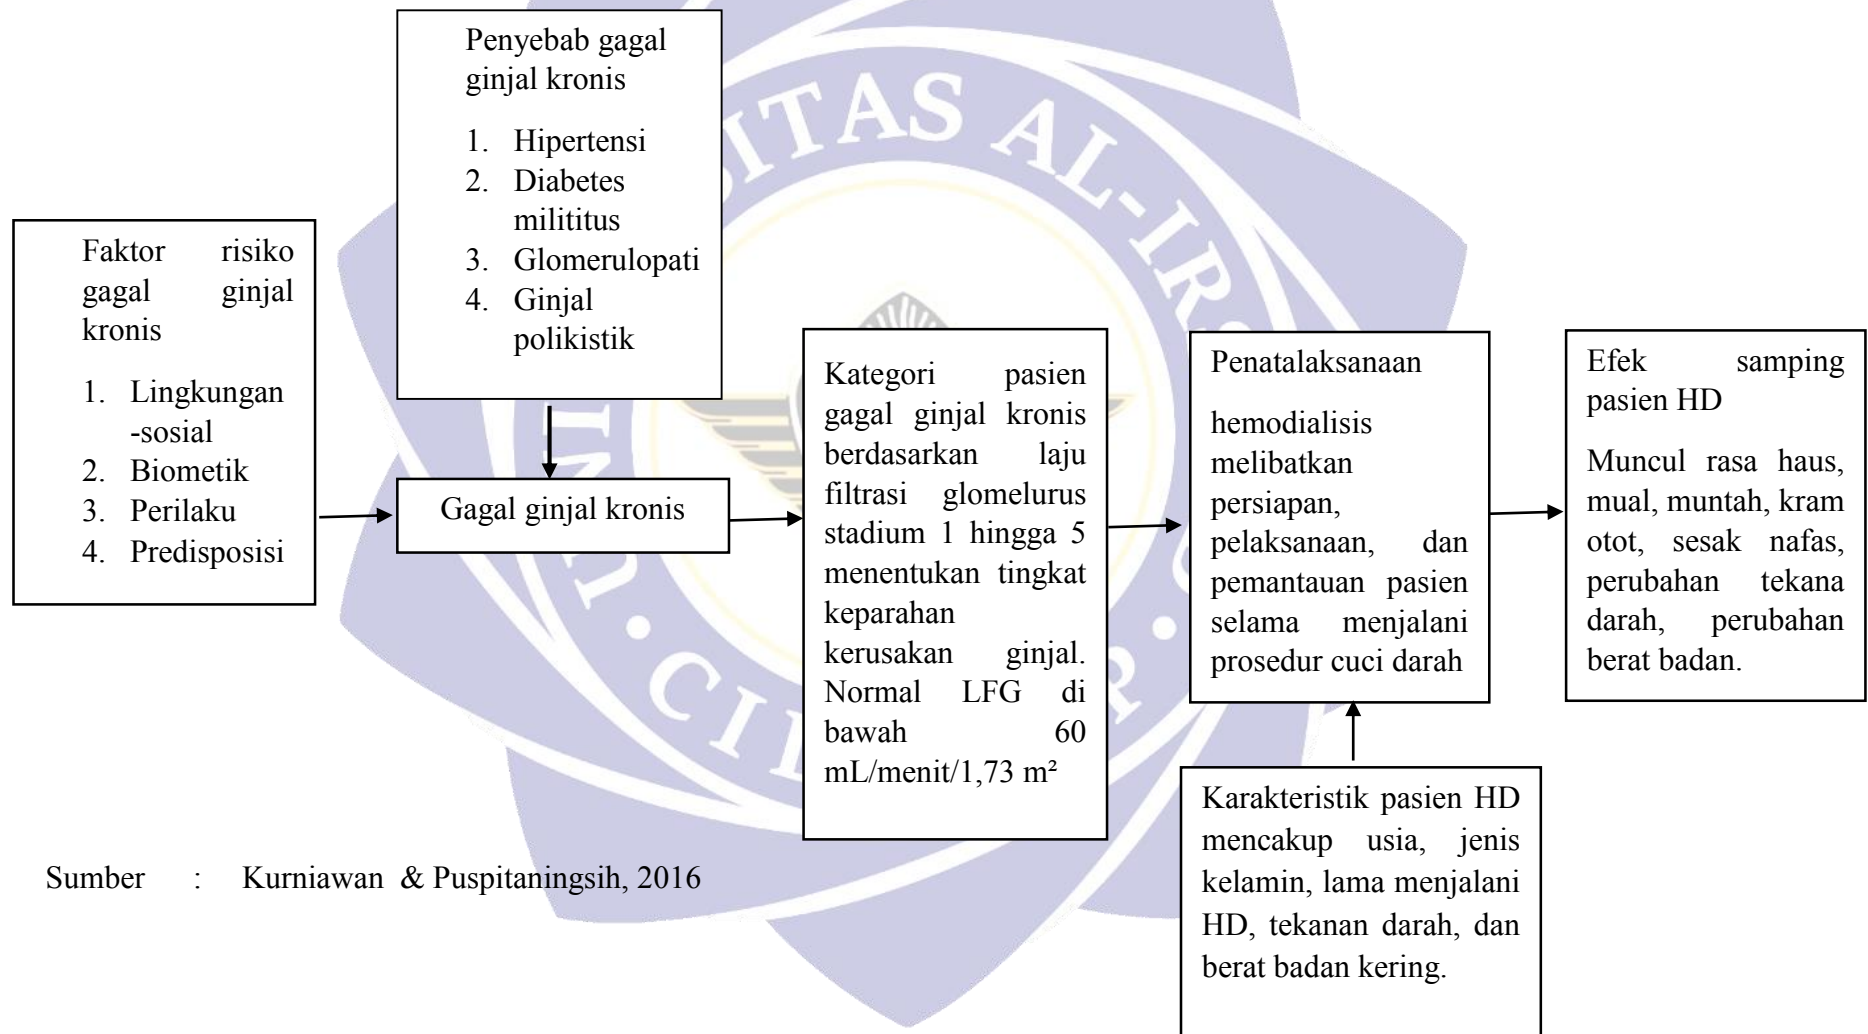 Penyebab gagal
ginjal kronis
1. Hipertensi
2. Diabetes
milititus
3. Glomerulopati
4. Ginjal
polikistik
Faktor risiko
gagal ginjal
kronis
1. Lingkungan
-sosial
2. Biometik
3. Perilaku
4. Predisposisi
Gagal ginjal kronis
Kategori pasien
gagal ginjal kronis
berdasarkan laju
filtrasi glomelurus
stadium 1 hingga 5
menentukan tingkat
keparahan
kerusakan ginjal.
Normal LFG di
bawah 60
mL/menit/1,73 m²
Penatalaksanaan
hemodialisis
melibatkan
persiapan,
pelaksanaan, dan
pemantauan pasien
selama menjalani
prosedur cuci darah
Efek samping
pasien HD
Muncul rasa haus,
mual, muntah, kram
otot, sesak nafas,
perubahan tekana
darah, perubahan
berat badan.
Karakteristik pasien HD
mencakup usia, jenis
kelamin, lama menjalani
HD, tekanan darah, dan
berat badan kering.
Sumber : Kurniawan & Puspitaningsih, 2016
ITAS AL-IR